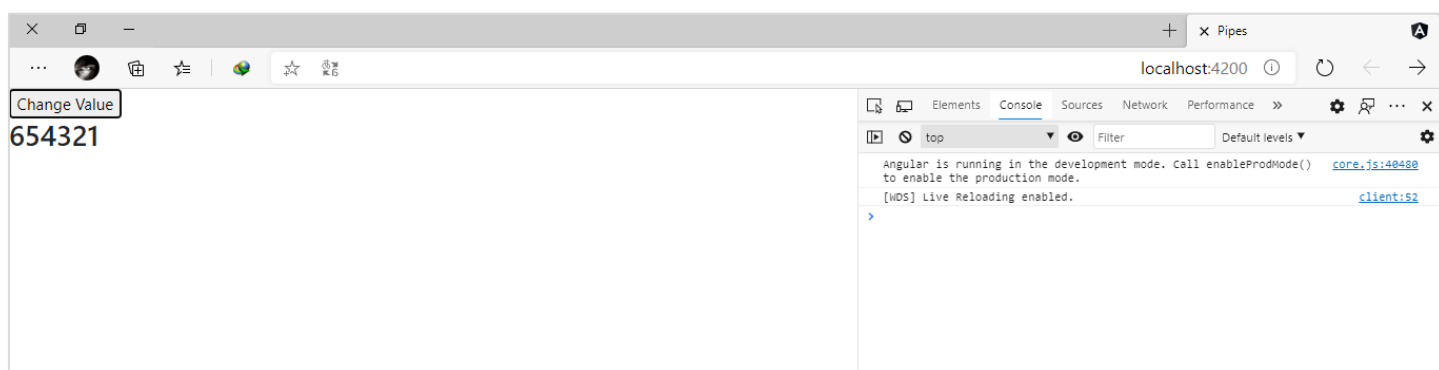 Pipes
localhost:4200
Change Value
654321
Elements Console Sources Network Performance »
top Filter Default levels ▼
Angular is running in the development mode. Call enableProdMode() core.js:40480
to enable the production mode.
[WDS] Live Reloading enabled. client:52
>